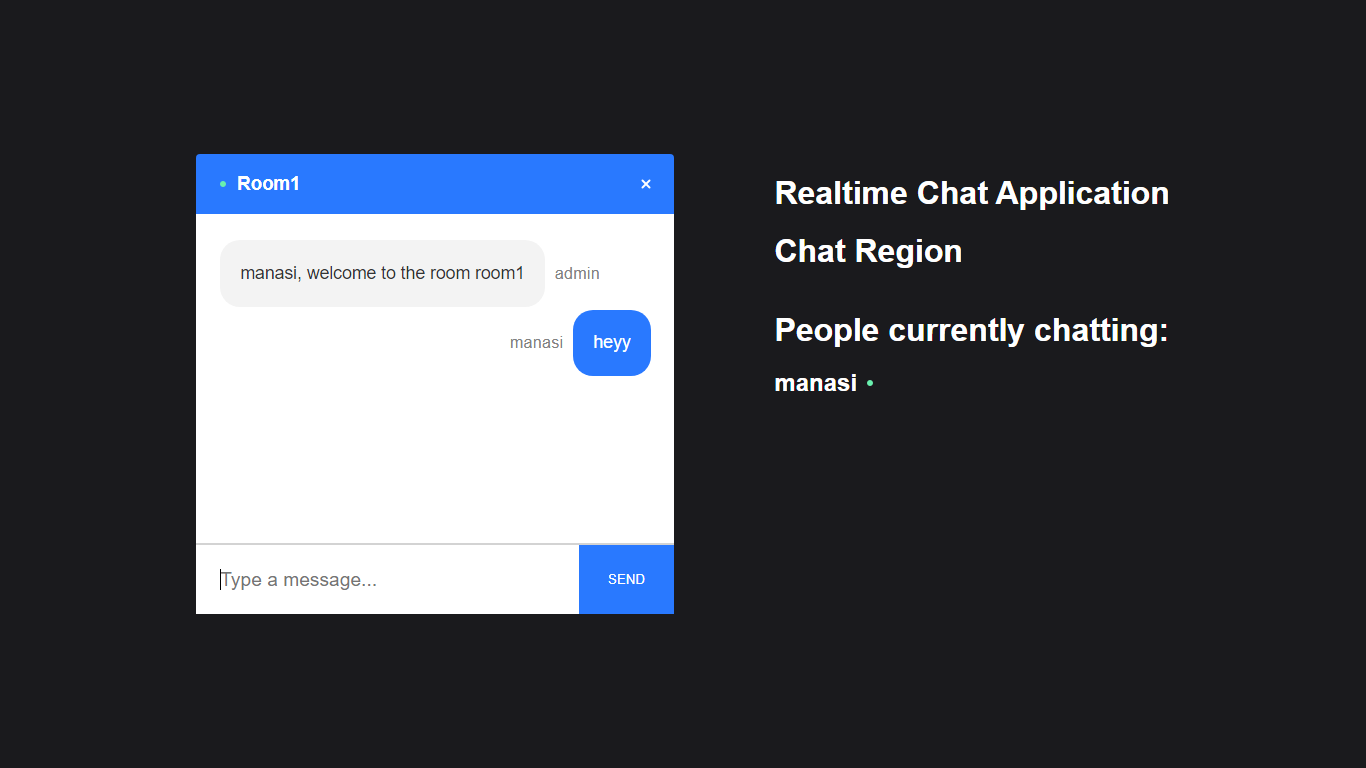 Room1 ×
manasi, welcome to the room room1 admin
manasi heyy
Type a message...
SEND
Realtime Chat Application
Chat Region
People currently chatting:
manasi